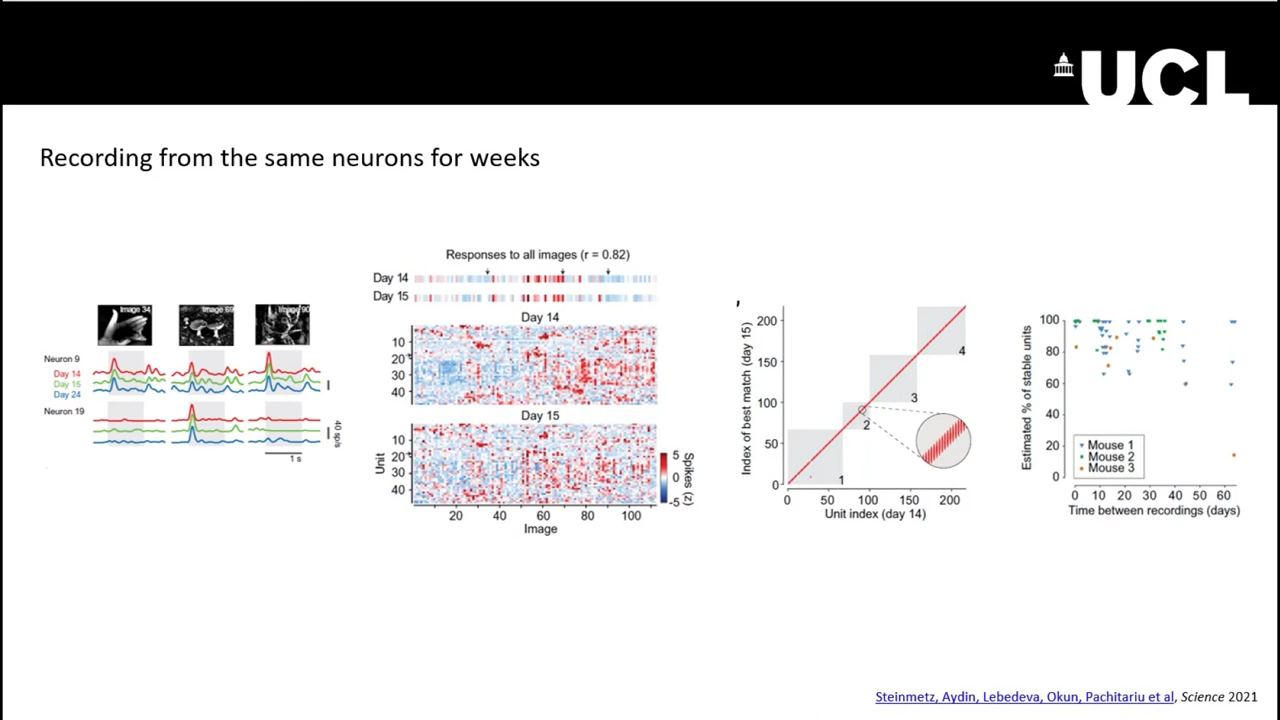 UCL
Recording from the same neurons for weeks
Image 34
Image 69
Image 90
Neuron 9
Day 14
Day 15
Day 24
Neuron 19
40 sp/s
1 s
Responses to all images (r = 0.82)
Day 14
Day 15
Day 14
10
20
30
40
Day 15
Unit
10
20
30
40
20
40
60
80
100
Image
5
0
-5
Spikes (z)
Index of best match (day 15)
200
150
100
50
0
1
2
3
4
0
50
100
150
200
Unit index (day 14)
Estimated % of stable units
100
80
60
40
20
0
Mouse 1
Mouse 2
Mouse 3
0
10
20
30
40
50
60
Time between recordings (days)
Steinmetz, Aydin, Lebedeva, Okun, Pachitariu et al, Science 2021